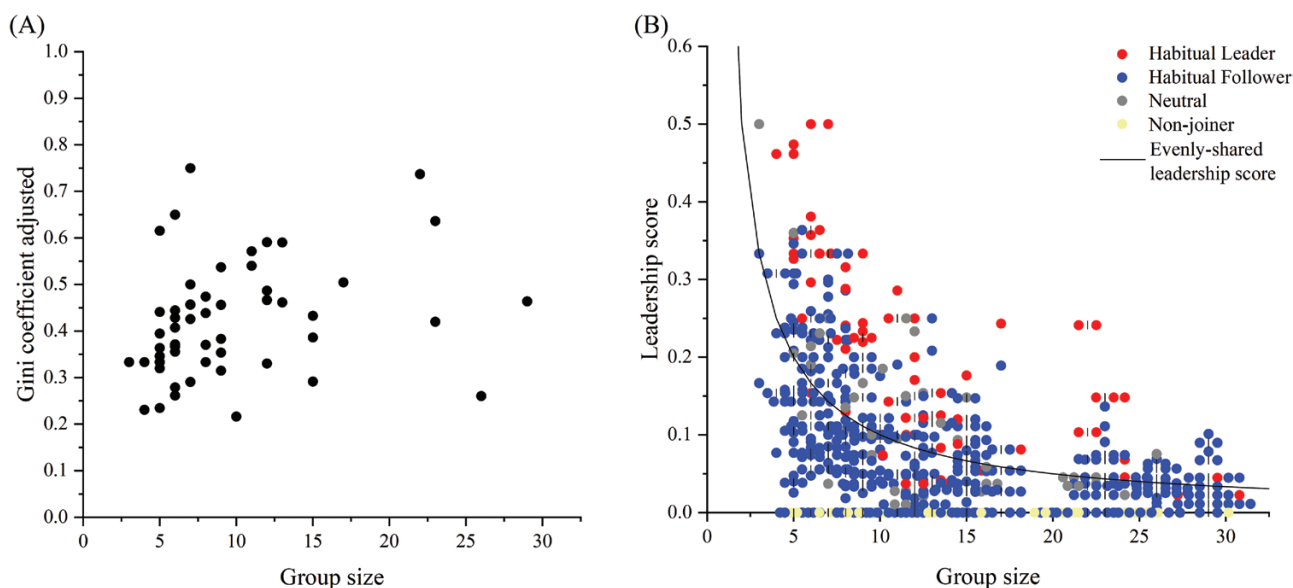 (A)
1.0
0.9
0.8
0.7
0.6
0.5
0.4
0.3
0.2
0.1
0.0
Gini coefficient adjusted
0 5 10 15 20 25 30
Group size
(B)
0.6
0.5
0.4
0.3
0.2
0.1
0.0
Leadership score
0 5 10 15 20 25 30
Group size
Habitual Leader
Habitual Follower
Neutral
Non-joiner
Evenly-shared
leadership score